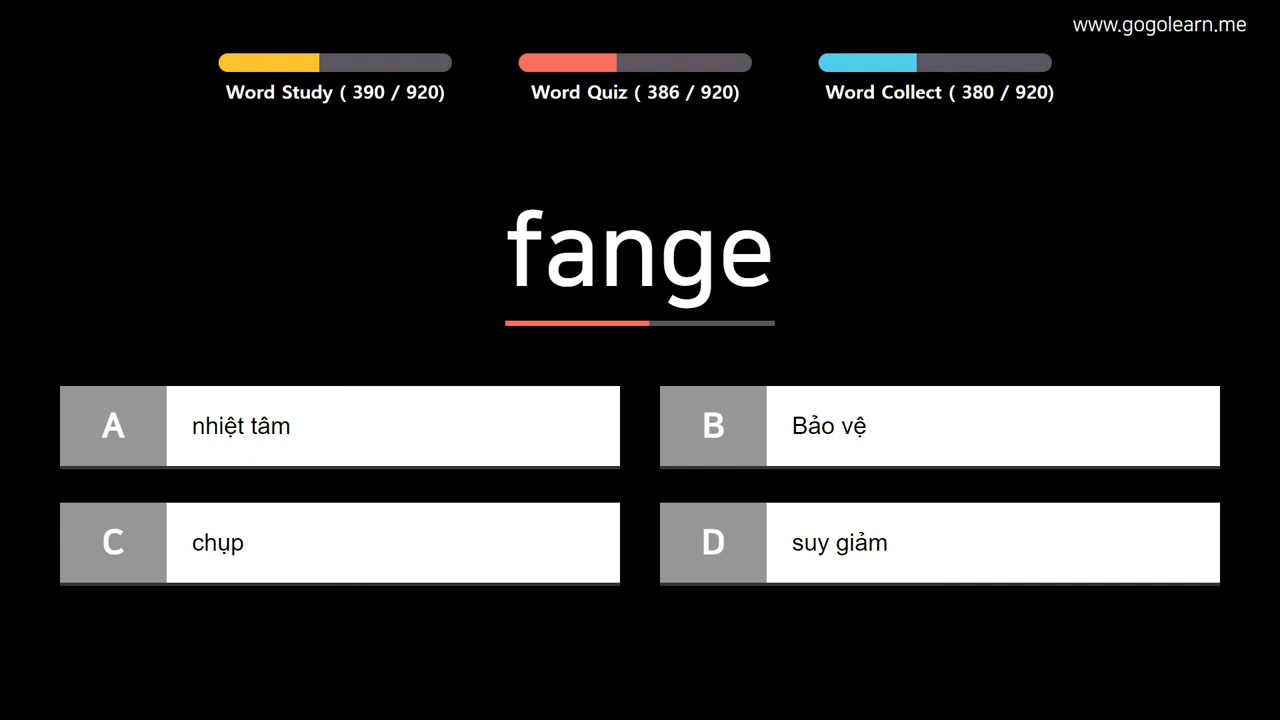 www.gogolearn.me
Word Study ( 390 / 920)
Word Quiz ( 386 / 920)
Word Collect ( 380 / 920)
fange
A nhiệt tâm
B Bảo vệ
C chụp
D suy giảm